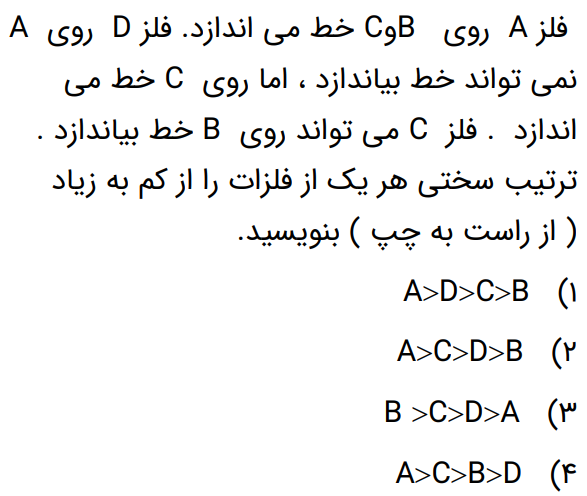 فلز A روی BوC خط می اندازد. فلز D روی A
نمی تواند خط بیاندازد ، اما روی C خط می
اندازد . فلز C می تواند روی B خط بیاندازد .
ترتیب سختی هر یک از فلزات را از کم به زیاد
( از راست به چپ ) بنویسید.
۱) A>D>C>B
۲) A>C>D>B
۳) B >C>D>A
۴) A>C>B>D